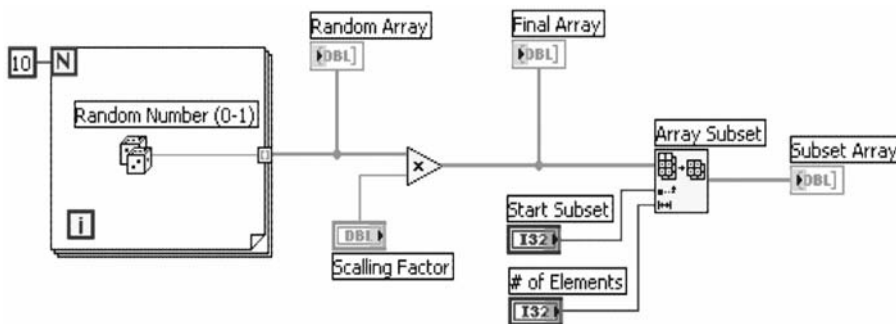 Random Array
DBL
Final Array
DBL
10
N
Random Number (0-1)
Array Subset
Subset Array
DBL
x
Start Subset
I32
i
DBL
Scalling Factor
# of Elements
I32